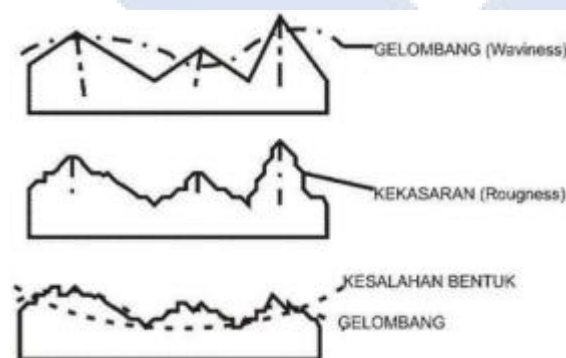 GELOMBANG (Waviness)
KEKASARAN (Rougness)
KESALAHAN BENTUK
GELOMBANG